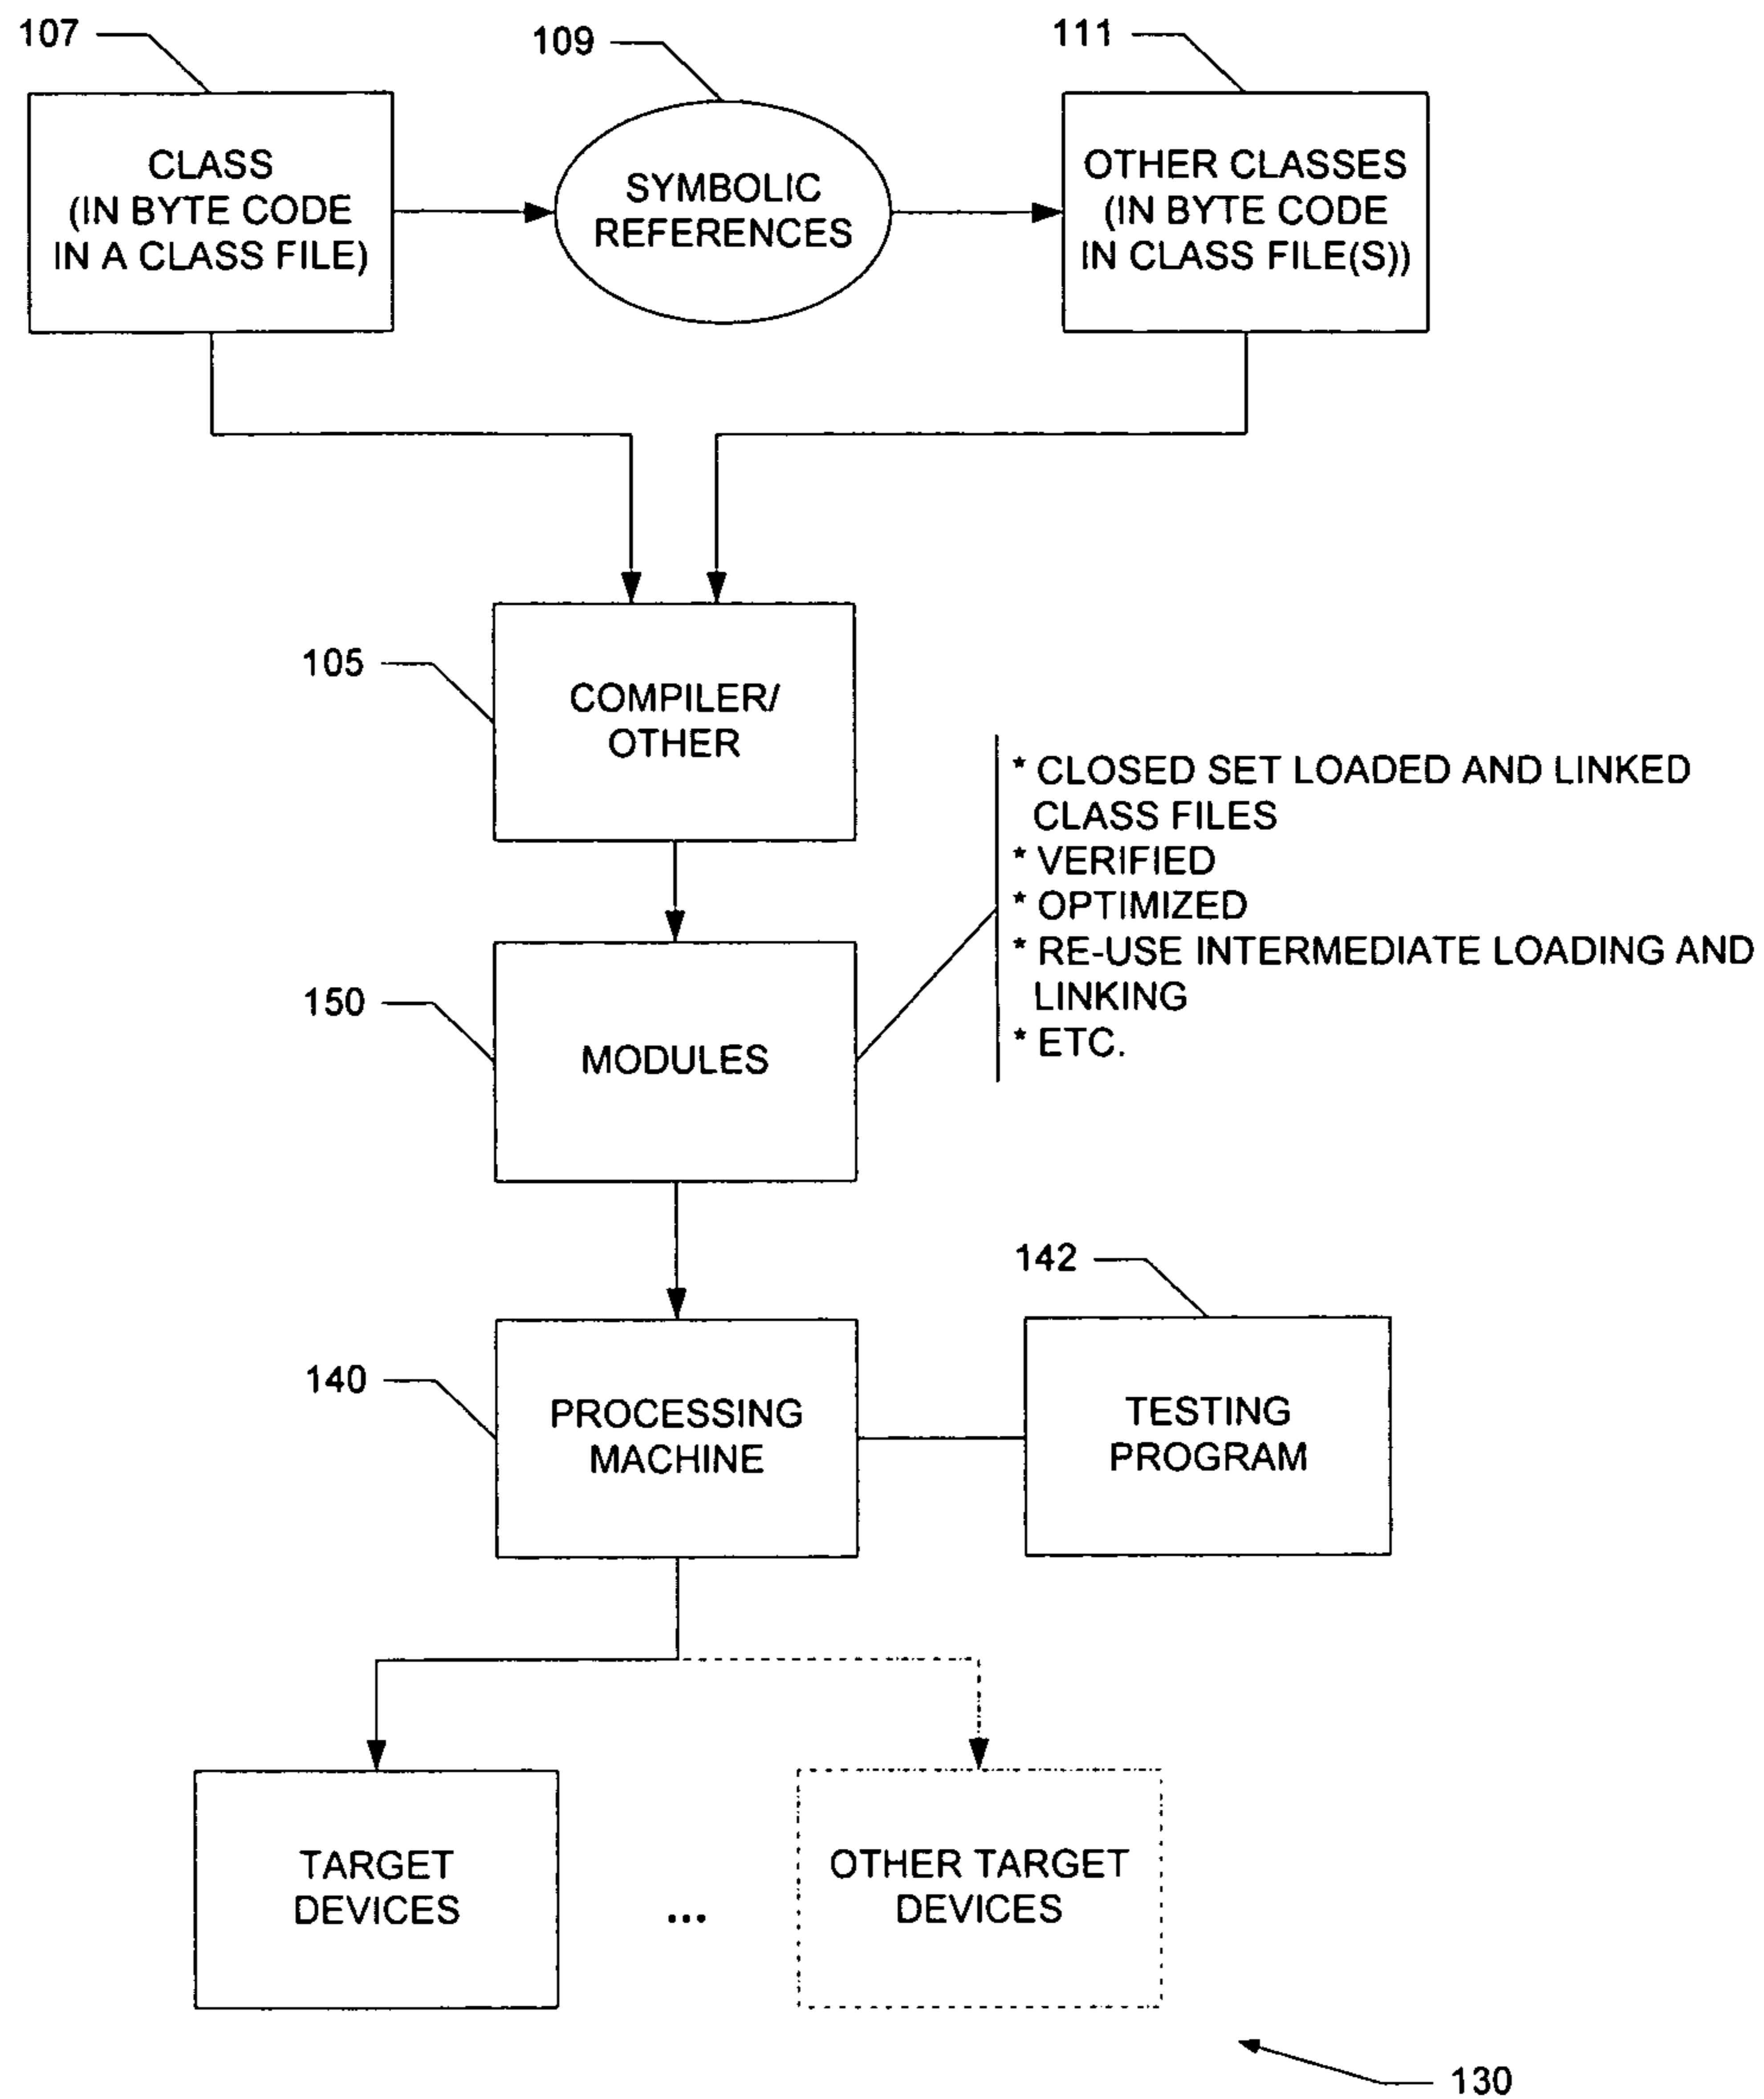 107
109
111
CLASS
(IN BYTE CODE
IN A CLASS FILE)
SYMBOLIC
REFERENCES
OTHER CLASSES
(IN BYTE CODE
IN CLASS FILE(S))
105
COMPILER/
OTHER
* CLOSED SET LOADED AND LINKED
CLASS FILES
* VERIFIED
* OPTIMIZED
* RE-USE INTERMEDIATE LOADING AND
LINKING
* ETC.
150
MODULES
142
140
PROCESSING
MACHINE
TESTING
PROGRAM
TARGET
DEVICES
...
OTHER TARGET
DEVICES
130